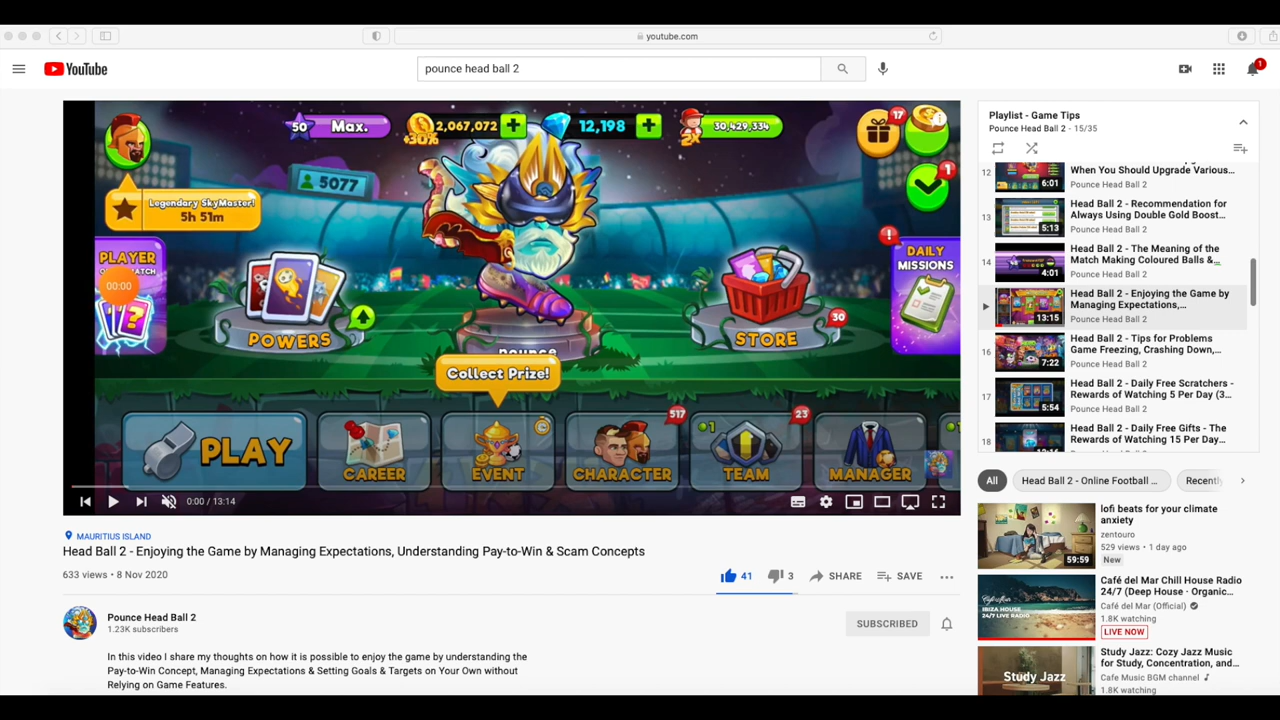 youtube.com
YouTube
pounce head ball 2
1
50 Max.
2,067,072
+30%
12,198
2X
30,429,334
17
5077
1
Legendary SkyMaster!
5h 51m
PLAYER
00:00
POWERS
STORE
30
DAILY
MISSIONS
Collect Prize!
PLAY
CAREER
EVENT
517
CHARACTER
1
23
TEAM
MANAGER
0:00 / 13:14
MAURITIUS ISLAND
Head Ball 2 - Enjoying the Game by Managing Expectations, Understanding Pay-to-Win & Scam Concepts
633 views • 8 Nov 2020
41
3
SHARE
SAVE
Pounce Head Ball 2
1.23K subscribers
SUBSCRIBED
In this video I share my thoughts on how it is possible to enjoy the game by understanding the
Pay-to-Win Concept, Managing Expectations & Setting Goals & Targets on Your Own without
Relying on Game Features.
Playlist - Game Tips
Pounce Head Ball 2 - 15/35
12
6:01
When You Should Upgrade Various...
Pounce Head Ball 2
13
5:13
Head Ball 2 - Recommendation for
Always Using Double Gold Boost...
Pounce Head Ball 2
14
4:01
Head Ball 2 - The Meaning of the
Match Making Coloured Balls &...
Pounce Head Ball 2
13:15
Head Ball 2 - Enjoying the Game by
Managing Expectations,...
Pounce Head Ball 2
16
7:22
Head Ball 2 - Tips for Problems
Game Freezing, Crashing Down,...
Pounce Head Ball 2
17
5:54
Head Ball 2 - Daily Free Scratchers -
Rewards of Watching 5 Per Day (3...
Pounce Head Ball 2
18
Head Ball 2 - Daily Free Gifts - The
Rewards of Watching 15 Per Day...
All
Head Ball 2 - Online Football ...
Recently
59:59
lofi beats for your climate
anxiety
zentouro
529 views • 1 day ago
New
Café del Mar Chill House Radio
24/7 (Deep House · Organic...
Café del Mar (Official)
1.8K watching
LIVE NOW
Study Jazz
Study Jazz: Cozy Jazz Music
for Study, Concentration, and...
Cafe Music BGM channel
1.8K watching